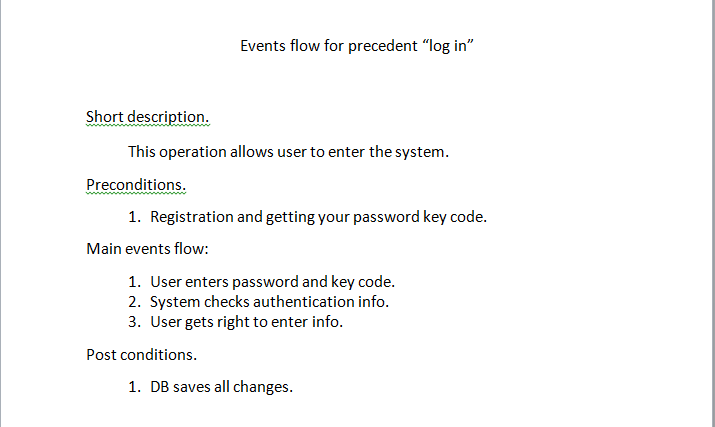 Events flow for precedent “log in”
Short description.
This operation allows user to enter the system.
Preconditions.
1. Registration and getting your password key code.
Main events flow:
1. User enters password and key code.
2. System checks authentication info.
3. User gets right to enter info.
Post conditions.
1. DB saves all changes.